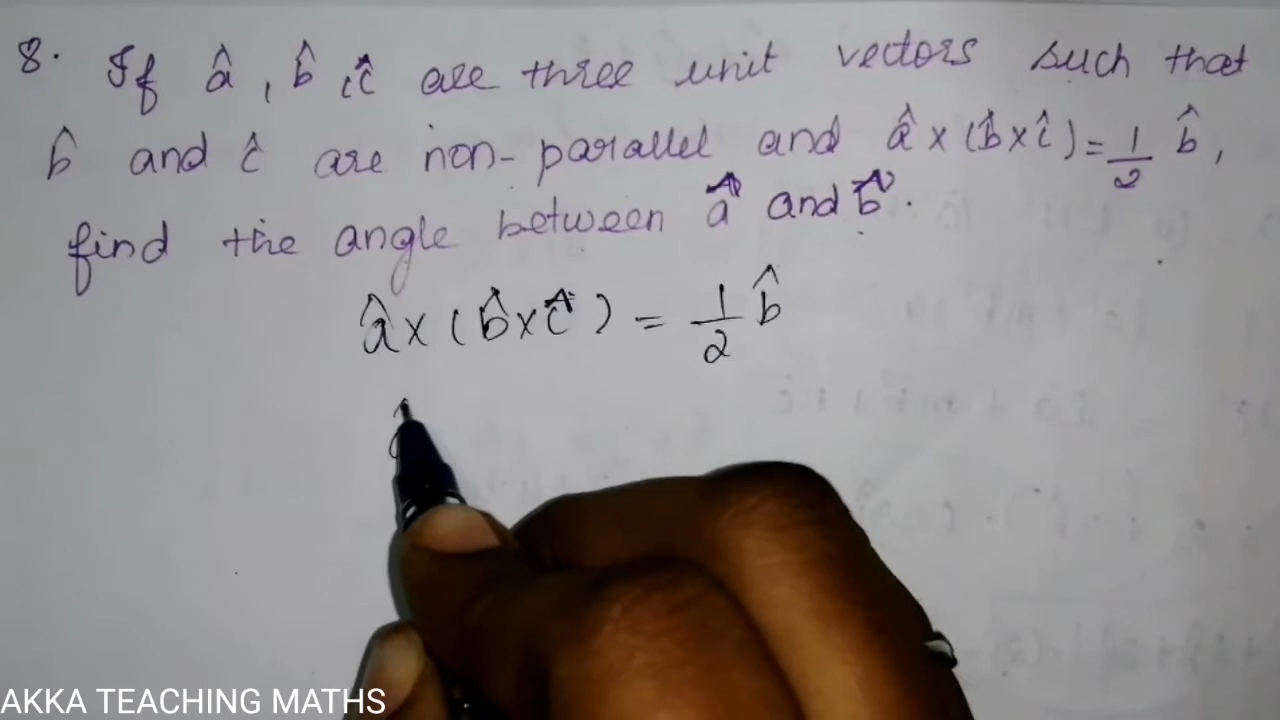 8. If â, b̂, ĉ are three unit vectors such that
b̂ and ĉ are non-parallel and â × (b̂ × ĉ) = 1/2 b̂,
find the angle between â and b̂.
â × (b̂ × ĉ) = 1/2 b̂
AKKA TEACHING MATHS